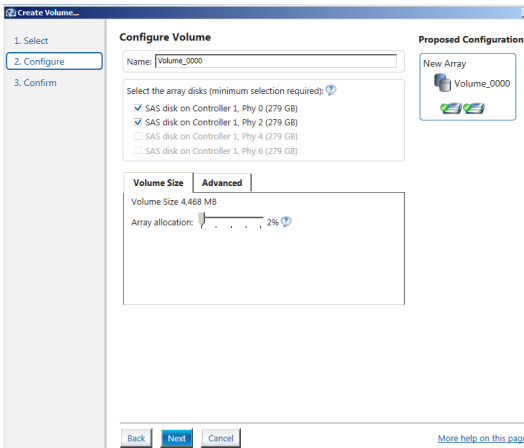 Create Volume...
1. Select
2. Configure
3. Confirm
Configure Volume
Name: Volume_0000
Select the array disks (minimum selection required):
SAS disk on Controller 1, Phy 0 (279 GB)
SAS disk on Controller 1, Phy 2 (279 GB)
SAS disk on Controller 1, Phy 4 (279 GB)
SAS disk on Controller 1, Phy 6 (279 GB)
Volume Size Advanced
Volume Size 4,468 MB
Array allocation: 2%
Proposed Configuration
New Array
Volume_0000
Back Next Cancel
More help on this page